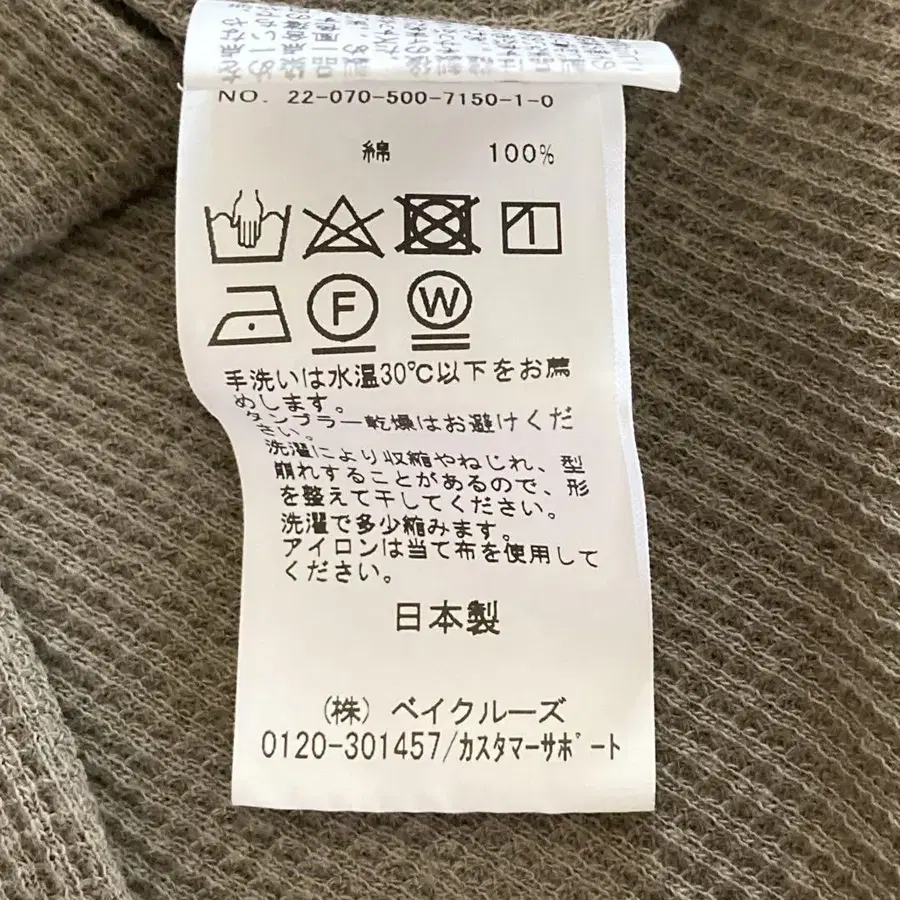 NO. 22-070-500-7150-1-0
綿 100%
F W
手洗いは水温30℃以下をお薦
めします。
タンブラー乾燥はお避けくだ
さい。
洗濯により収縮やねじれ、型
崩れすることがあるので、形
を整えて干してください。
洗濯で多少縮みます。
アイロンは当て布を使用して
ください。
日本製
(株) ベイクルーズ
0120-301457/カスタマーサポート